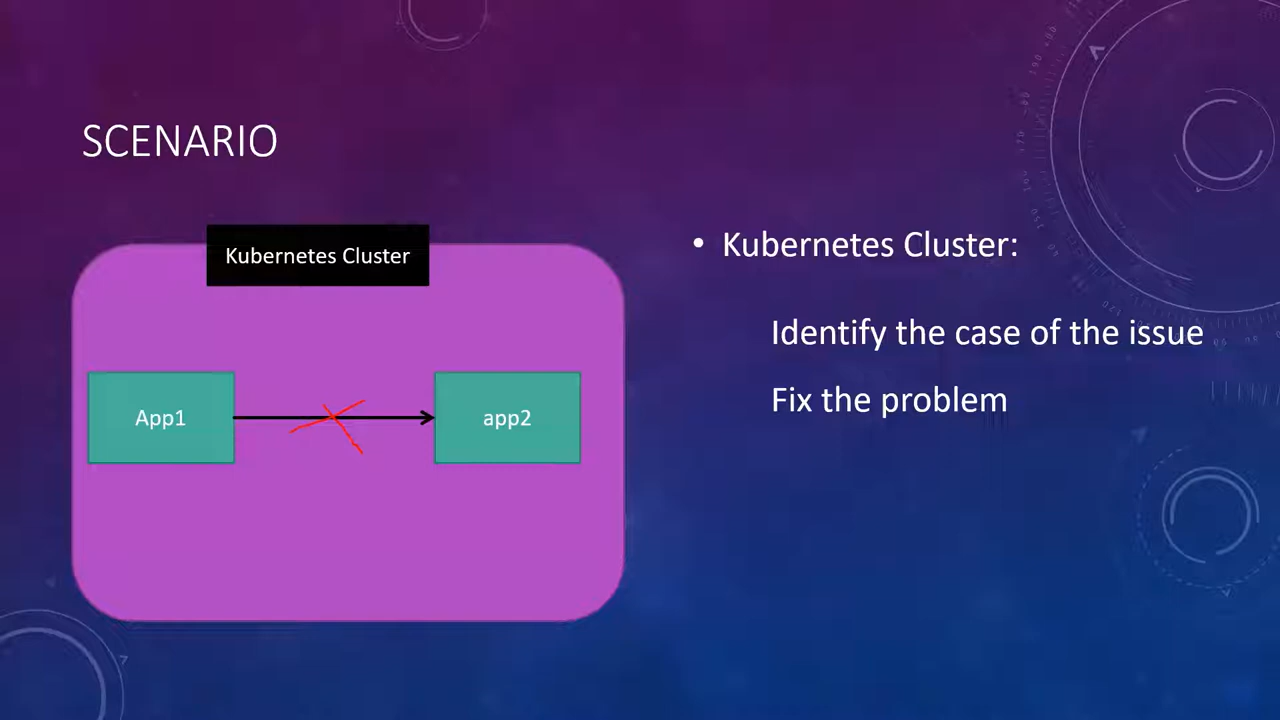 SCENARIO
Kubernetes Cluster
App1
app2
• Kubernetes Cluster:
Identify the case of the issue
Fix the problem